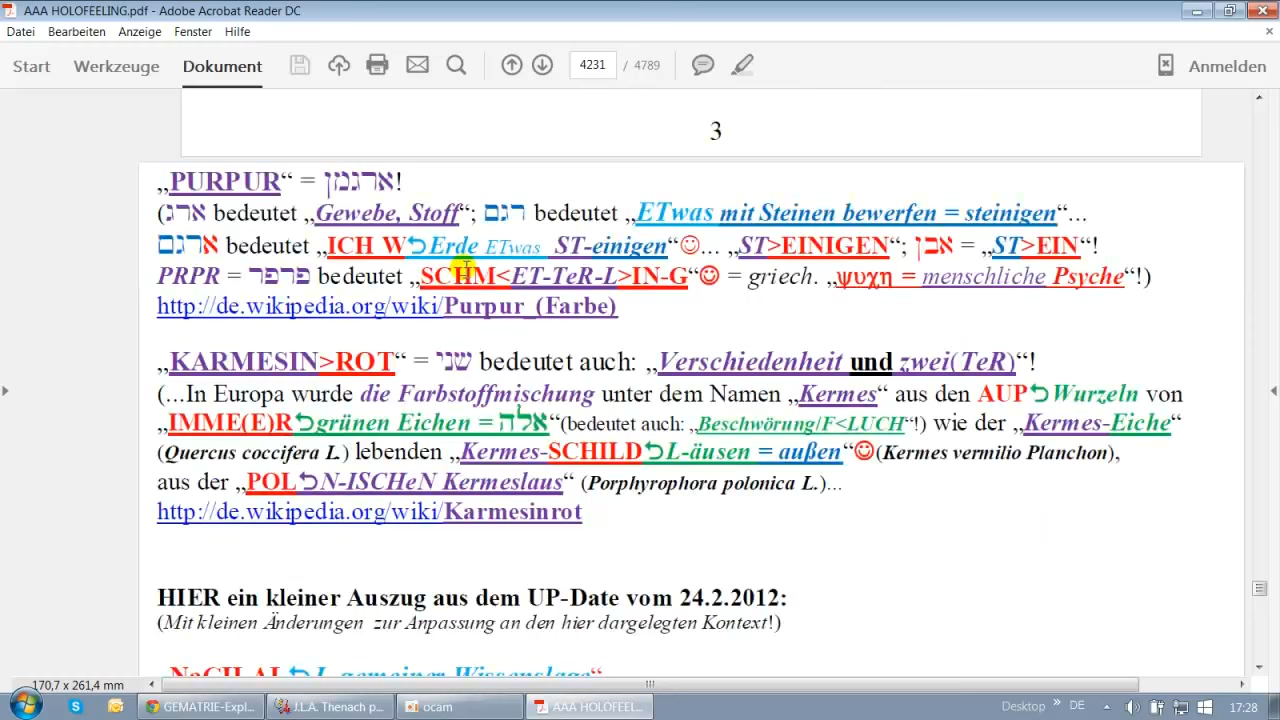 AAA HOLOFEELING.pdf - Adobe Acrobat Reader DC
Datei Bearbeiten Anzeige Fenster Hilfe
Start Werkzeuge Dokument 4231 / 4789 Anmelden
3
„PURPUR“ = ארגמן!
(ארג bedeutet „Gewebe, Stoff“; רגם bedeutet „ETwas mit Steinen bewerfen = steinigen“...
ארגם bedeutet „ICH W⮌Erde ETwas ST-einigen“☺... „ST>EINIGEN“; אבן = „ST>EIN“!
PRPR = פרפר bedeutet „SCHM<ET-TeR-L>IN-G“☺ = griech. „ψυχη = menschliche Psyche“!)
http://de.wikipedia.org/wiki/Purpur_(Farbe)
„KARMESIN>ROT“ = שני bedeutet auch: „Verschiedenheit und zwei(TeR)“!
(...In Europa wurde die Farbstoffmischung unter dem Namen „Kermes“ aus den AUP⮌Wurzeln von
„IMME(E)R⮌grünen Eichen = אלה“(bedeutet auch: „Beschwörung/F<LUCH“!) wie der „Kermes-Eiche“
(Quercus coccifera L.) lebenden „Kermes-SCHILD⮌L-äusen = außen“☺(Kermes vermilio Planchon),
aus der „POL⮌N-ISCHeN Kermeslaus“ (Porphyrophora polonica L.)...
http://de.wikipedia.org/wiki/Karmesinrot
HIER ein kleiner Auszug aus dem UP-Date vom 24.2.2012:
(Mit kleinen Änderungen zur Anpassung an den hier dargelegten Kontext!)
„NaCH AL⮌L-gemeiner Wissenslage“
170,7 x 261,4 mm
GEMATRIE-Expl... J.L.A. Thenach p... ocam AAA HOLOFEEL... Desktop » DE 17:28